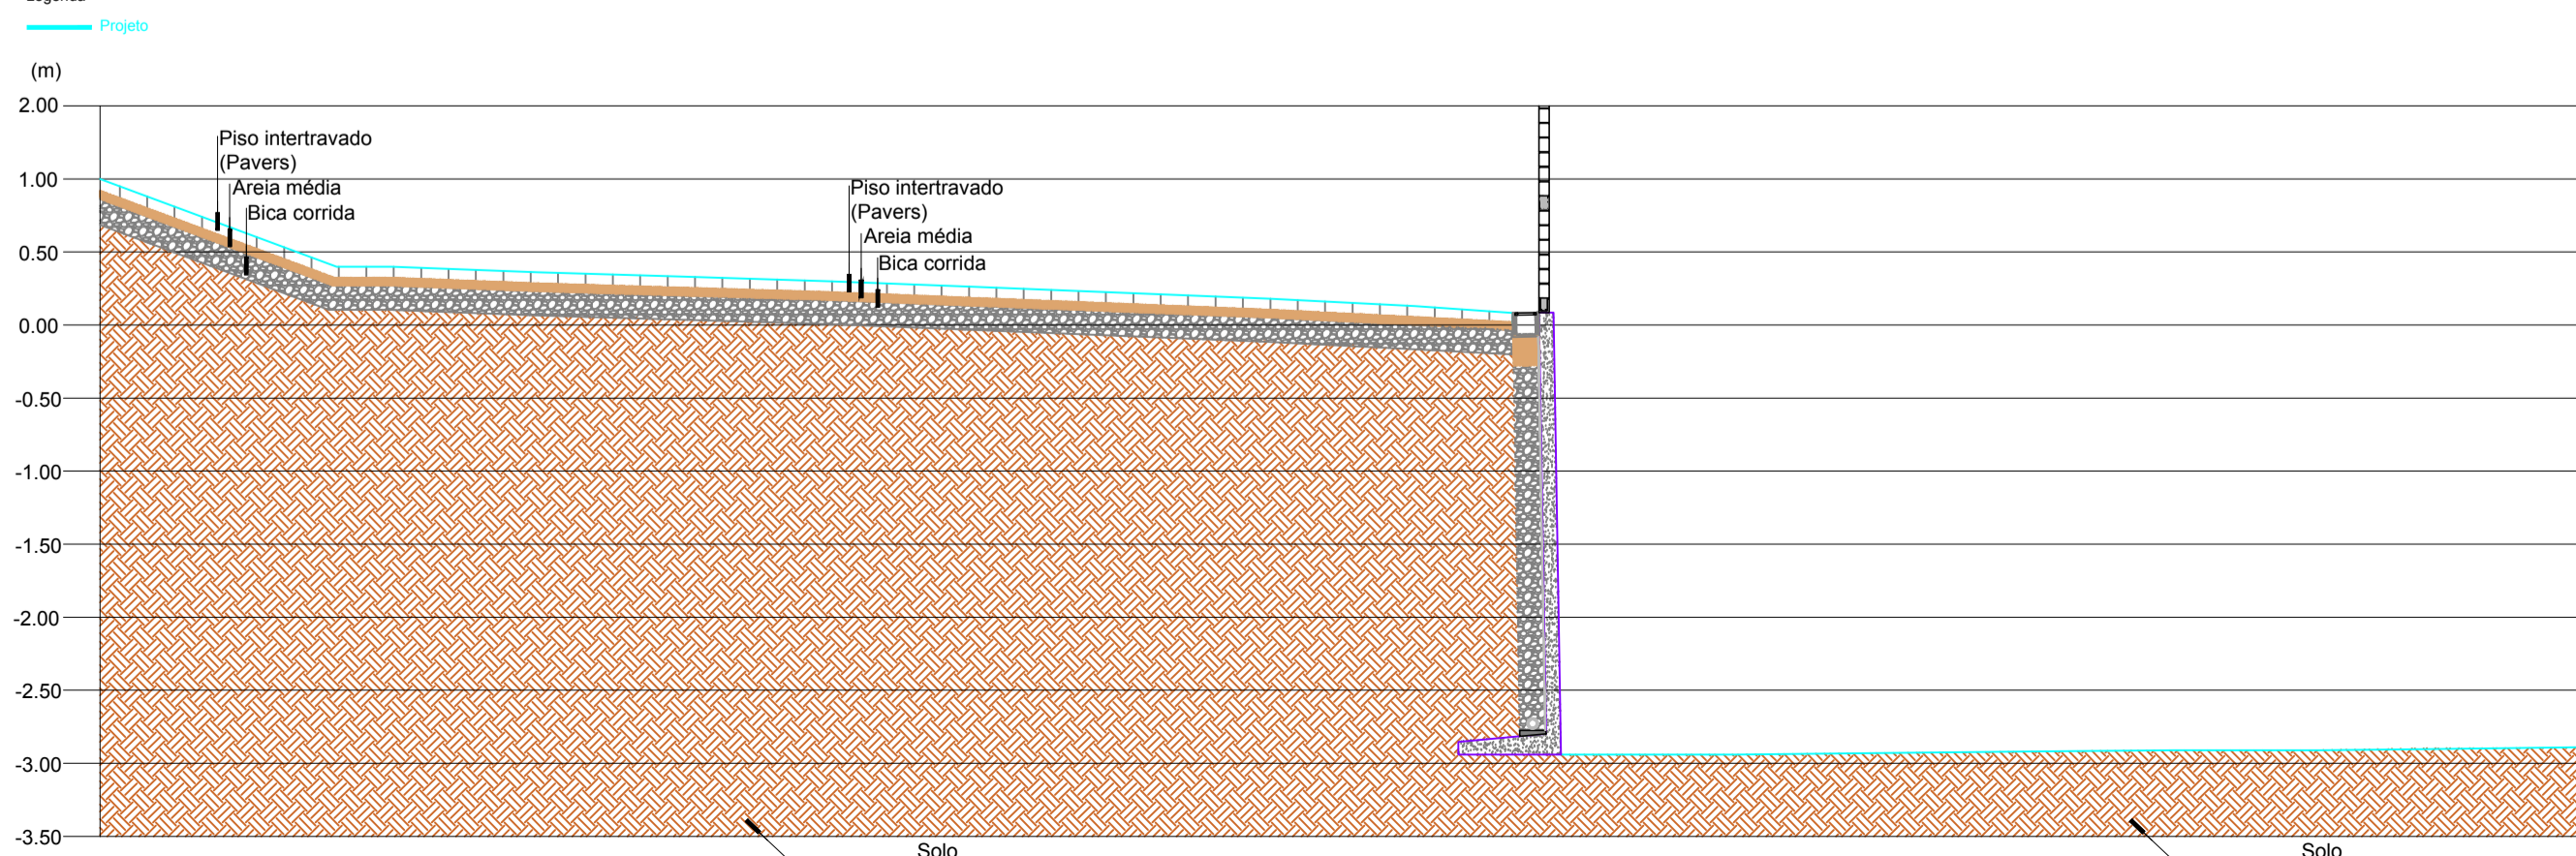 Projeto
(m)
2.00
1.00
0.50
0.00
-0.50
-1.00
-1.50
-2.00
-2.50
-3.00
-3.50
Piso intertravado
(Pavers)
Areia média
Bica corrida
Piso intertravado
(Pavers)
Areia média
Bica corrida
Solo
Solo